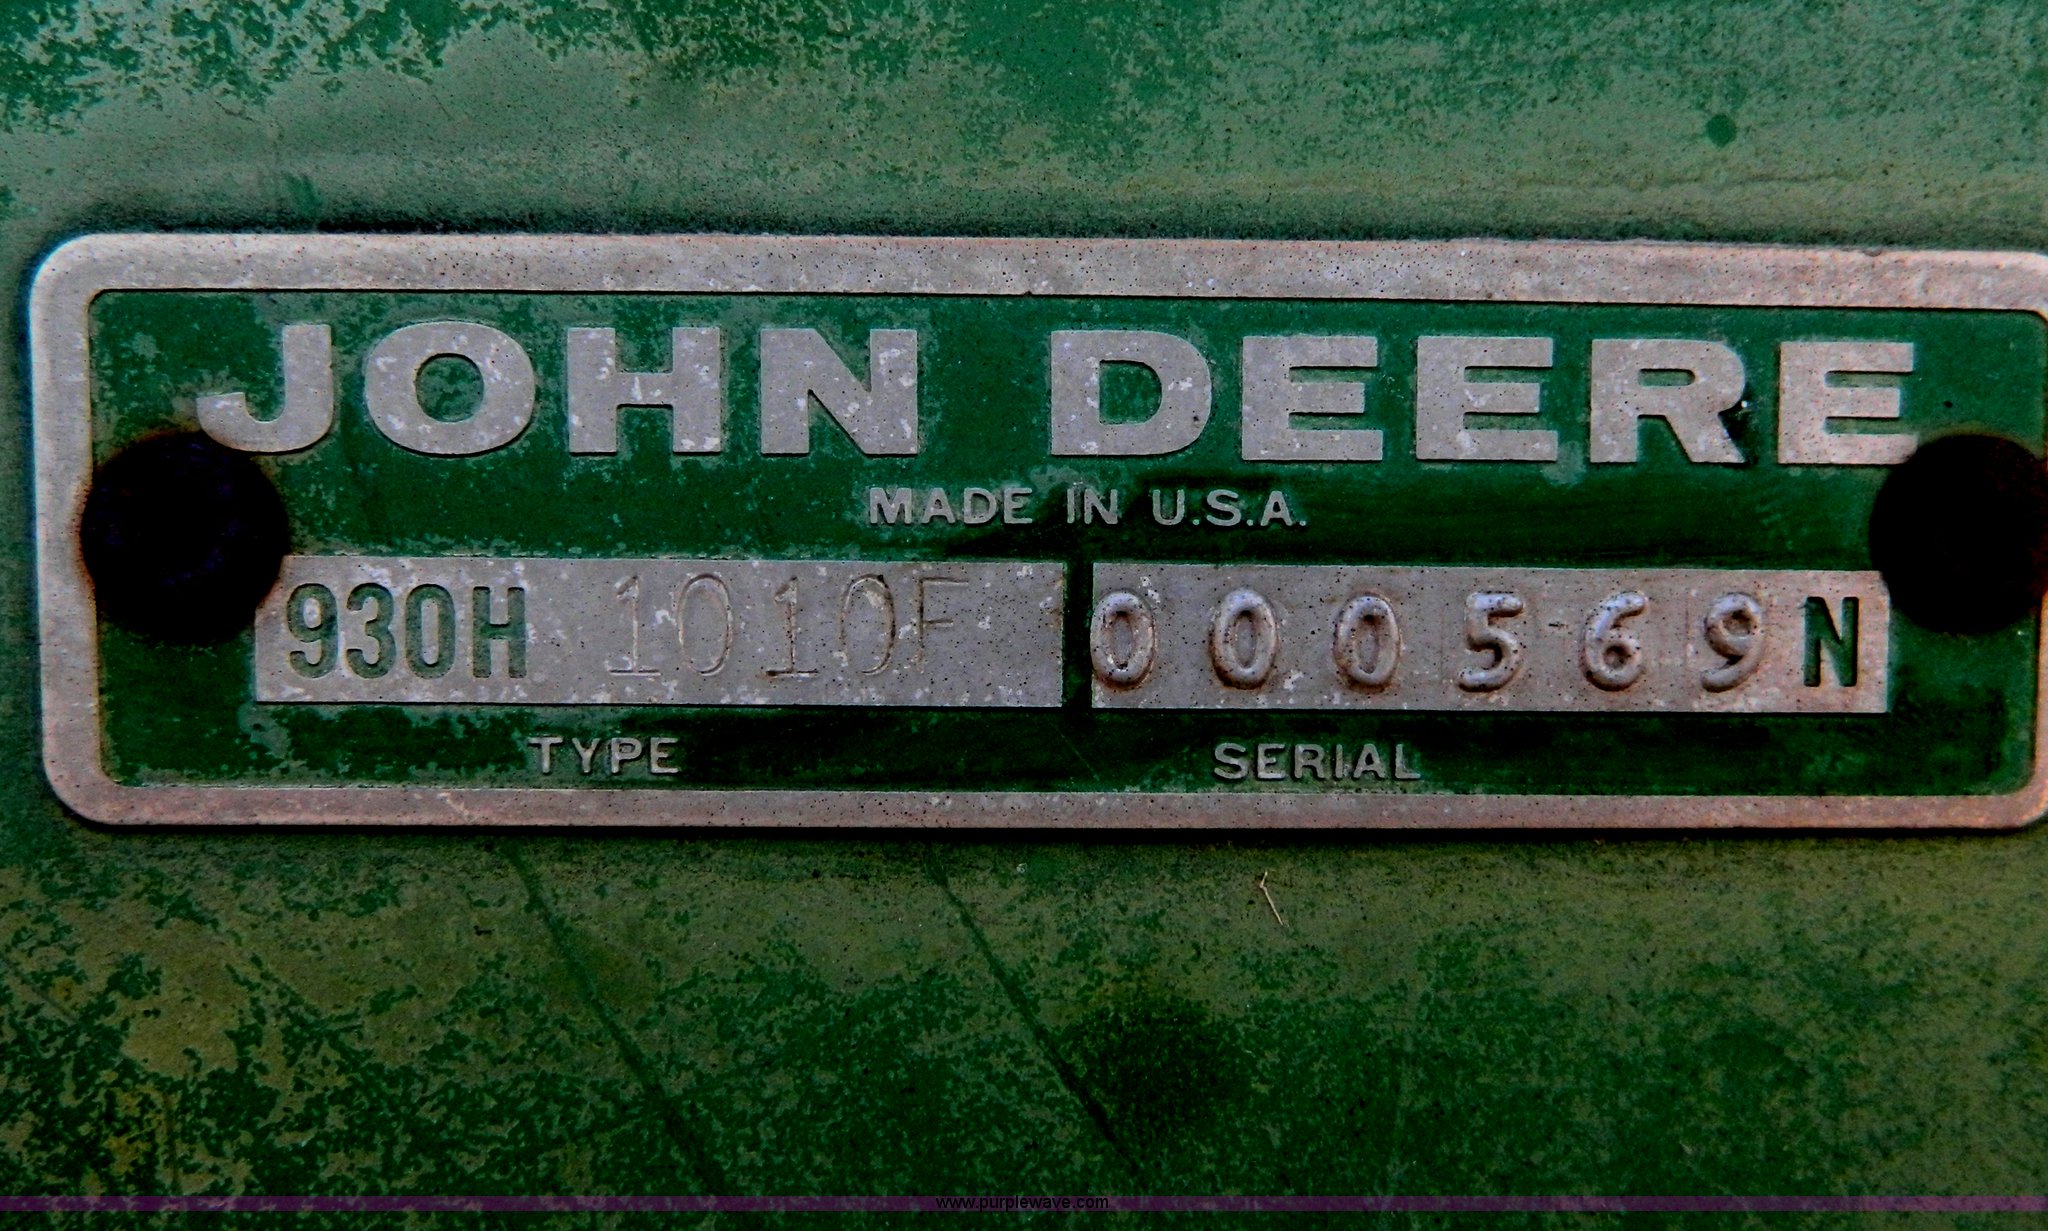 JOHN DEERE
MADE IN U.S.A.
930H 1010F 000569N
TYPE SERIAL
www.purplewave.com